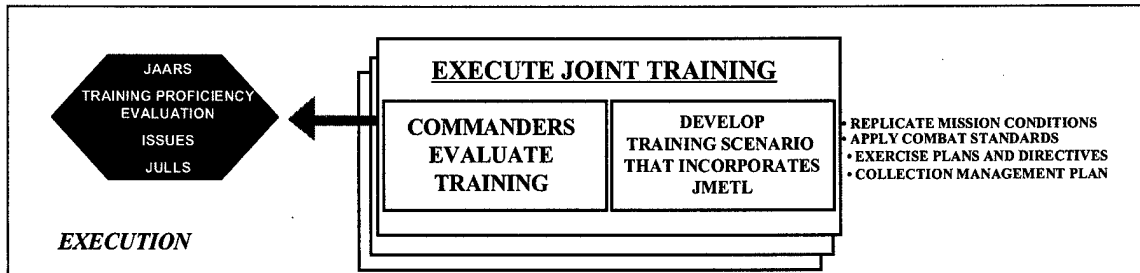 JAARS
TRAINING PROFICIENCY
EVALUATION
ISSUES
JULLS
EXECUTE JOINT TRAINING
COMMANDERS
EVALUATE
TRAINING
DEVELOP
TRAINING SCENARIO
THAT INCORPORATES
JMETL
• REPLICATE MISSION CONDITIONS
• APPLY COMBAT STANDARDS
• EXERCISE PLANS AND DIRECTIVES
• COLLECTION MANAGEMENT PLAN
EXECUTION